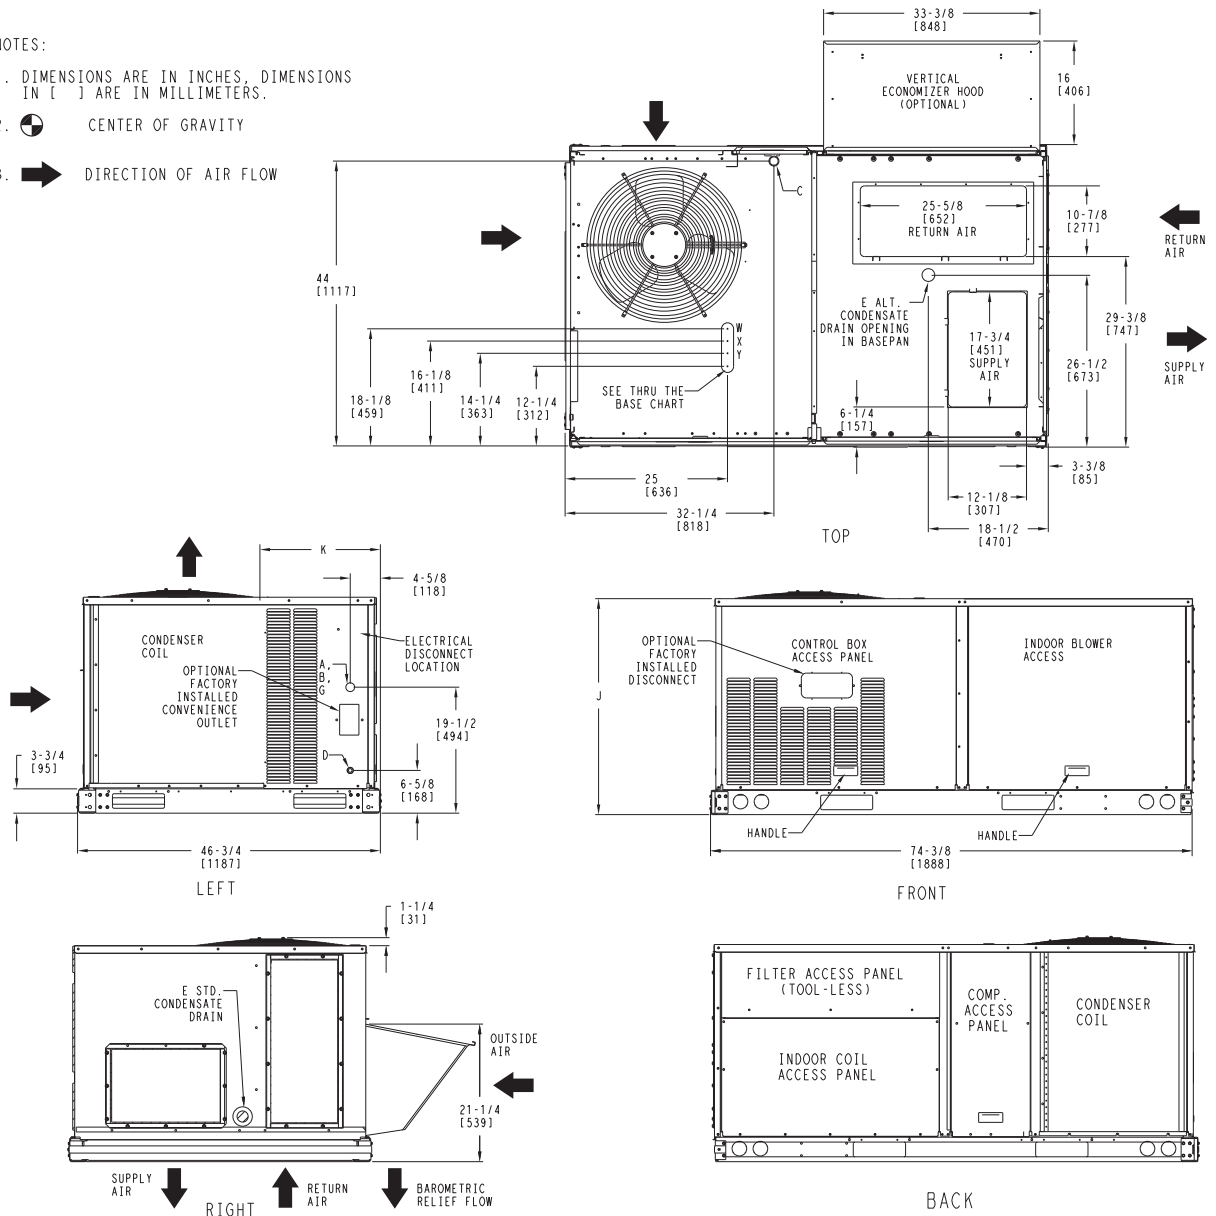 NOTES:
. DIMENSIONS ARE IN INCHES, DIMENSIONS
IN [ ] ARE IN MILLIMETERS.
2. CENTER OF GRAVITY
3. DIRECTION OF AIR FLOW
33-3/8
[848]
VERTICAL
ECONOMIZER HOOD
(OPTIONAL)
16
[406]
C
25-5/8
[652]
RETURN AIR
10-7/8
[277]
RETURN
AIR
44
[1117]
E ALT.
CONDENSATE
DRAIN OPENING
IN BASEPAN
17-3/4
[451]
SUPPLY
AIR
29-3/8
[747]
26-1/2
[673]
SUPPLY
AIR
W
X
Y
SEE THRU THE
BASE CHART
18-1/8
[459]
16-1/8
[411]
14-1/4
[363]
12-1/4
[312]
6-1/4
[157]
3-3/8
[85]
25
[636]
12-1/8
[307]
32-1/4
[818]
18-1/2
[470]
TOP
K
4-5/8
[118]
CONDENSER
COIL
OPTIONAL
FACTORY
INSTALLED
CONVENIENCE
OUTLET
A,
B,
G
ELECTRICAL
DISCONNECT
LOCATION
D
19-1/2
[494]
6-5/8
[168]
3-3/4
[95]
46-3/4
[1187]
LEFT
OPTIONAL
FACTORY
INSTALLED
DISCONNECT
CONTROL BOX
ACCESS PANEL
INDOOR BLOWER
ACCESS
J
HANDLE
HANDLE
74-3/8
[1888]
FRONT
1-1/4
[31]
E STD.
CONDENSATE
DRAIN
OUTSIDE
AIR
21-1/4
[539]
SUPPLY
AIR
RIGHT
RETURN
AIR
BAROMETRIC
RELIEF FLOW
FILTER ACCESS PANEL
(TOOL-LESS)
INDOOR COIL
ACCESS PANEL
COMP.
ACCESS
PANEL
CONDENSER
COIL
BACK